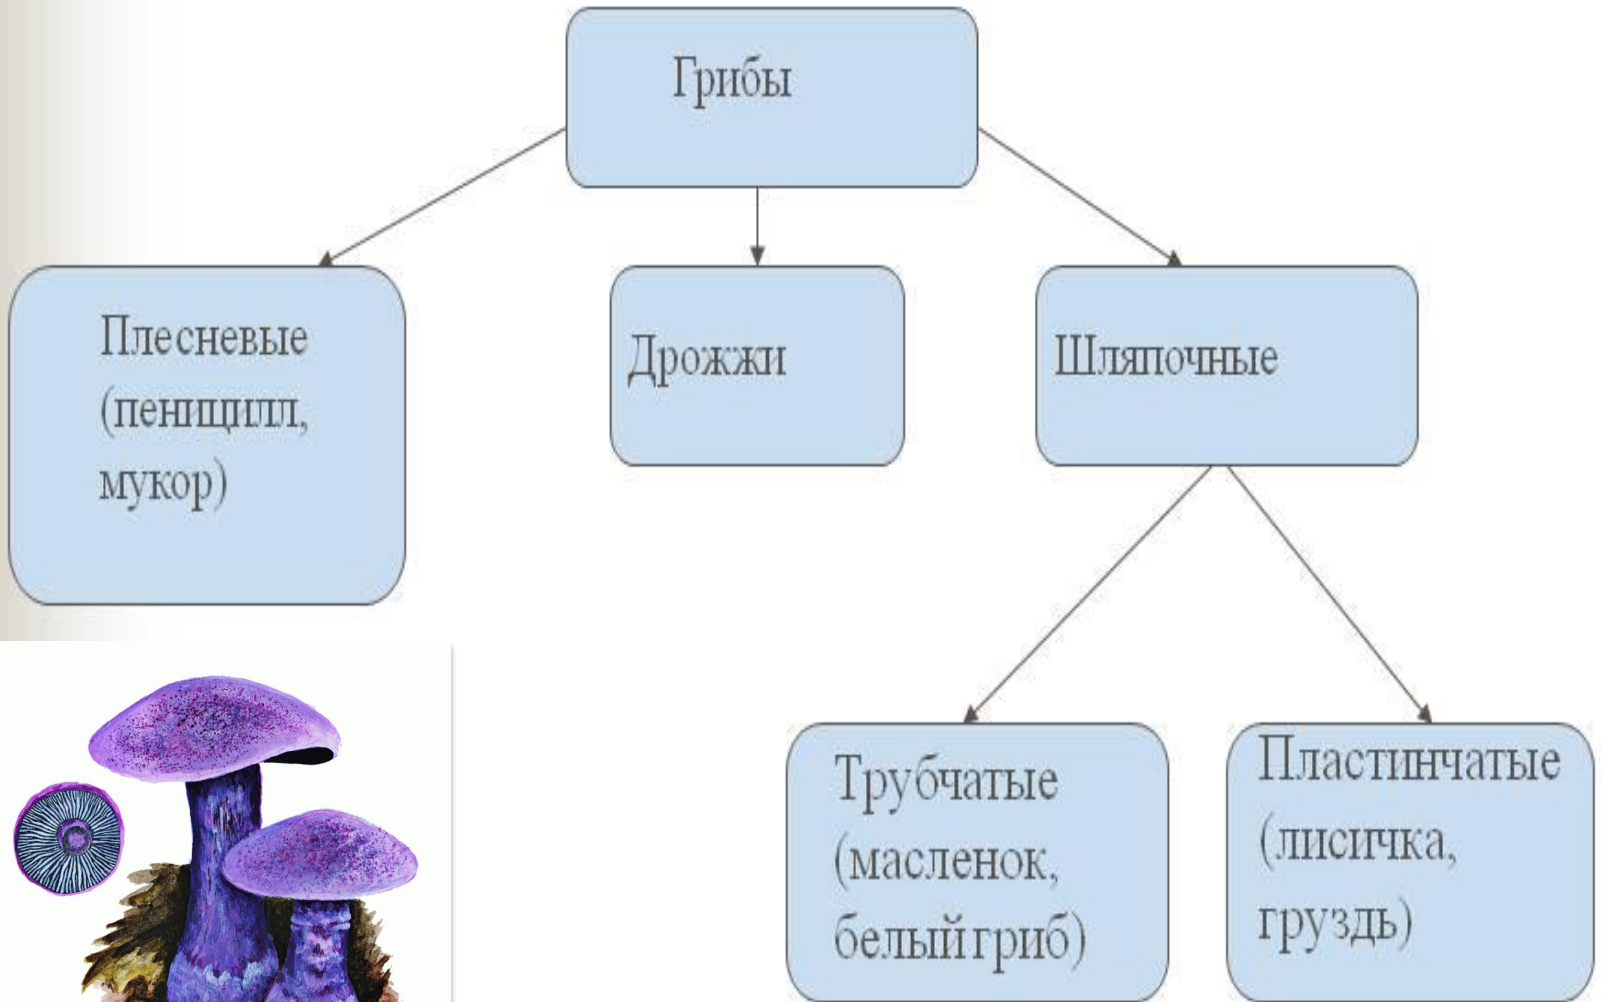 Грибы
Плесневые
(пеницилл,
мукор)
Дрожжи
Шляпочные
Трубчатые
(масленок,
белый гриб)
Пластинчатые
(лисичка,
груздь)